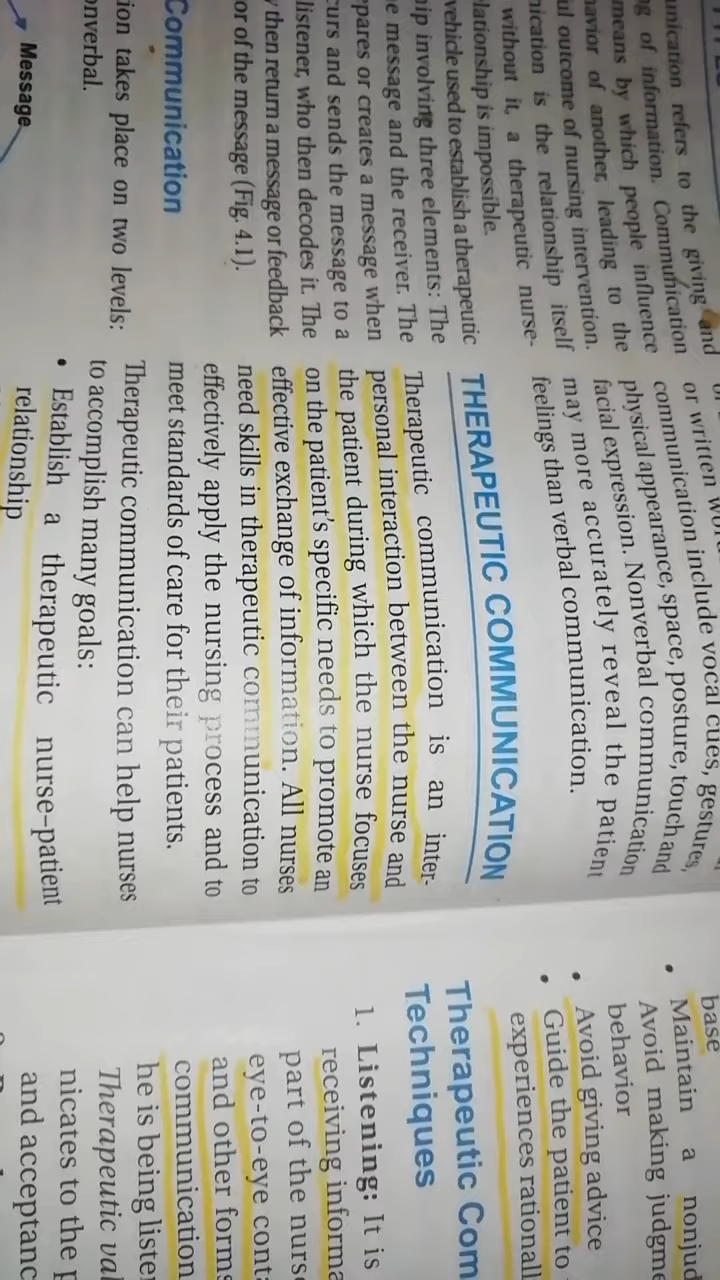 unication refers to the giving and
g of information. Communication
means by which people influence
avior of another, leading to the
ul outcome of nursing intervention.
nication is the relationship itself
without it, a therapeutic nurse-
lationship is impossible.
vehicle used to establish a therapeutic
ip involving three elements: The
e message and the receiver. The
pares or creates a message when
curs and sends the message to a
listener, who then decodes it. The
then return a message or feedback
or of the message (Fig. 4.1).
Communication
ion takes place on two levels:
onverbal.
Message
or written
communication include vocal cues, gestures,
physical appearance, space, posture, touch and
facial expression. Nonverbal communication
may more accurately reveal the patient
feelings than verbal communication.
THERAPEUTIC COMMUNICATION
Therapeutic communication is an inter-
personal interaction between the nurse and
the patient during which the nurse focuses
on the patient's specific needs to promote an
effective exchange of information. All nurses
need skills in therapeutic communication to
effectively apply the nursing process and to
meet standards of care for their patients.
Therapeutic communication can help nurses
to accomplish many goals:
• Establish a therapeutic nurse–patient
relationship
base
• Maintain a nonjud
Avoid making judgme
behavior
• Avoid giving advice
• Guide the patient to
experiences rationall
Therapeutic Com
Techniques
1. Listening: It is
receiving informa
part of the nurs
eye-to-eye conta
and other forms
communication
he is being liste
Therapeutic val
nicates to the p
and acceptanc